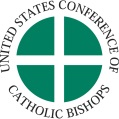 UNITED STATES CONFERENCE OF
CATHOLIC BISHOPS